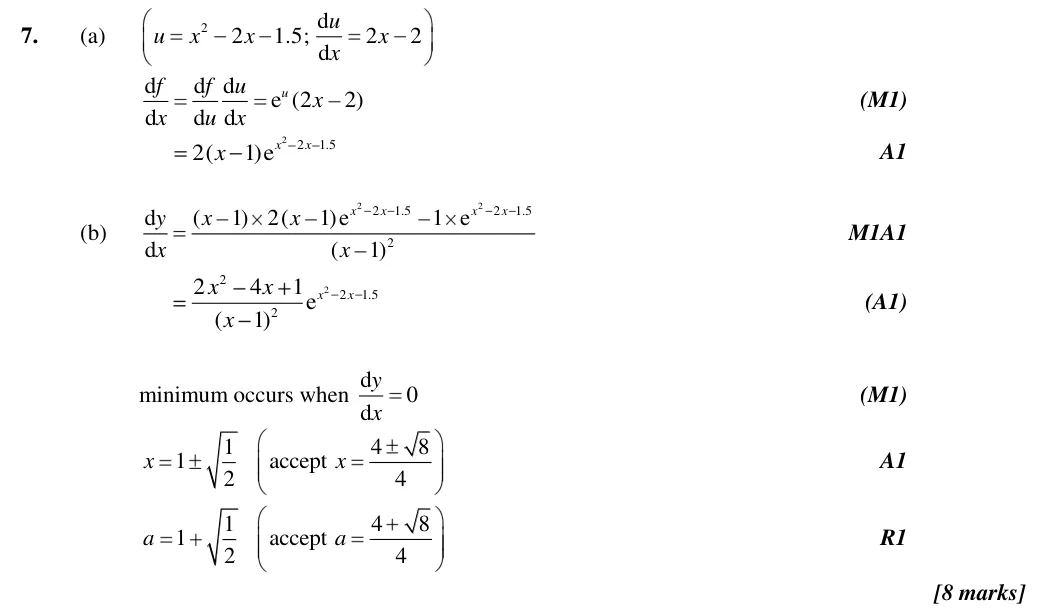 7. (a) (u = x² − 2x − 1.5; du/dx = 2x − 2)
df/dx = df/du du/dx = eᵘ(2x − 2) (M1)
= 2(x − 1)e^(x² − 2x − 1.5) A1
(b) dy/dx = ((x − 1) × 2(x − 1)e^(x² − 2x − 1.5) − 1 × e^(x² − 2x − 1.5))/(x − 1)² M1A1
= (2x² − 4x + 1)/(x − 1)² e^(x² − 2x − 1.5) (A1)
minimum occurs when dy/dx = 0 (M1)
x = 1 ± √(1/2) (accept x = (4 ± √8)/4) A1
a = 1 + √(1/2) (accept a = (4 + √8)/4) R1
[8 marks]